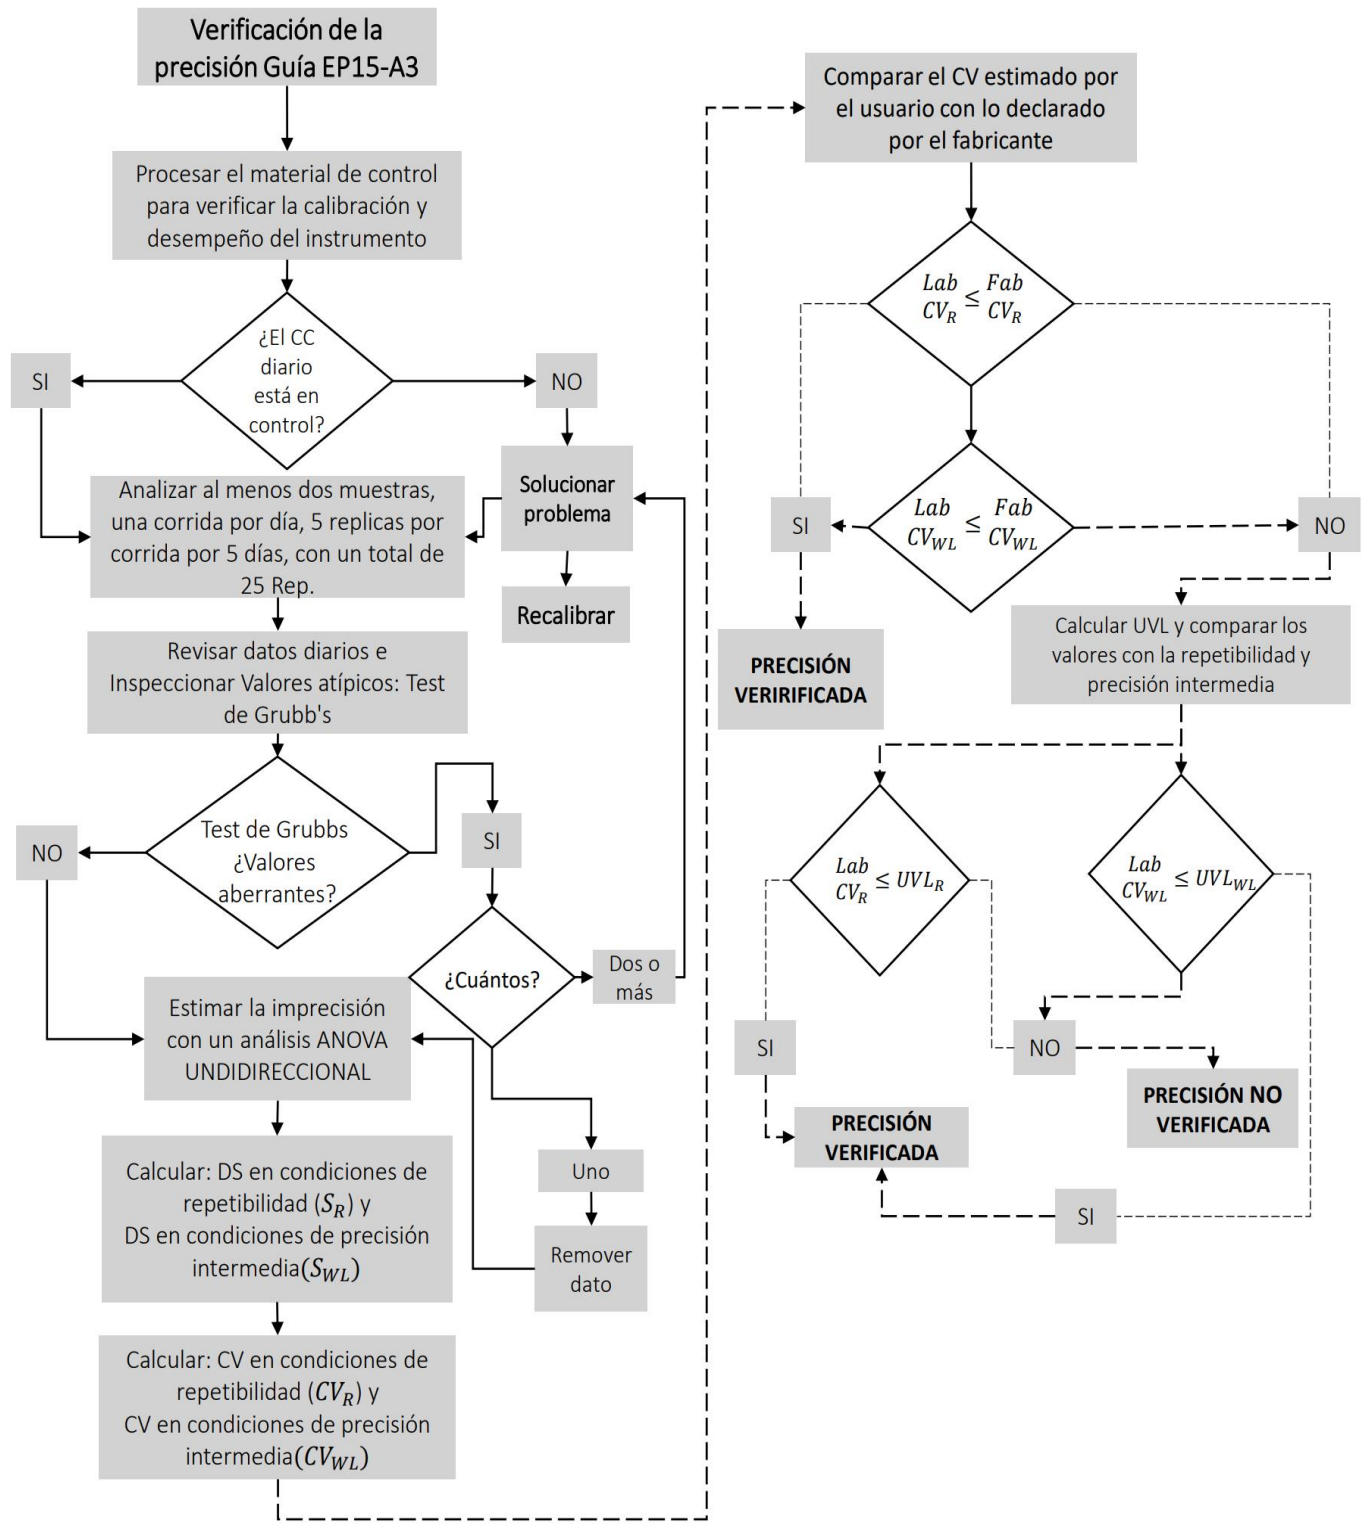 Verificación de la
precisión Guía EP15-A3
Procesar el material de control
para verificar la calibración y
desempeño del instrumento
¿El CC
diario
está en
control?
SI
NO
Solucionar
problema
Recalibrar
Analizar al menos dos muestras,
una corrida por día, 5 replicas por
corrida por 5 días, con un total de
25 Rep.
Revisar datos diarios e
Inspeccionar Valores atípicos: Test
de Grubb's
Test de Grubbs
¿Valores
aberrantes?
NO
SI
¿Cuántos?
Dos o
más
Uno
Remover
dato
Estimar la imprecisión
con un análisis ANOVA
UNDIDIRECCIONAL
Calcular: DS en condiciones de
repetibilidad (S_R) y
DS en condiciones de precisión
intermedia(S_WL)
Calcular: CV en condiciones de
repetibilidad (CV_R) y
CV en condiciones de precisión
intermedia(CV_WL)
Comparar el CV estimado por
el usuario con lo declarado
por el fabricante
Lab CV_R ≤ Fab CV_R
Lab CV_WL ≤ Fab CV_WL
SI
NO
PRECISIÓN
VERIRIFICADA
Calcular UVL y comparar los
valores con la repetibilidad y
precisión intermedia
Lab CV_R ≤ UVL_R
Lab CV_WL ≤ UVL_WL
SI
NO
PRECISIÓN
VERIFICADA
PRECISIÓN NO
VERIFICADA
SI